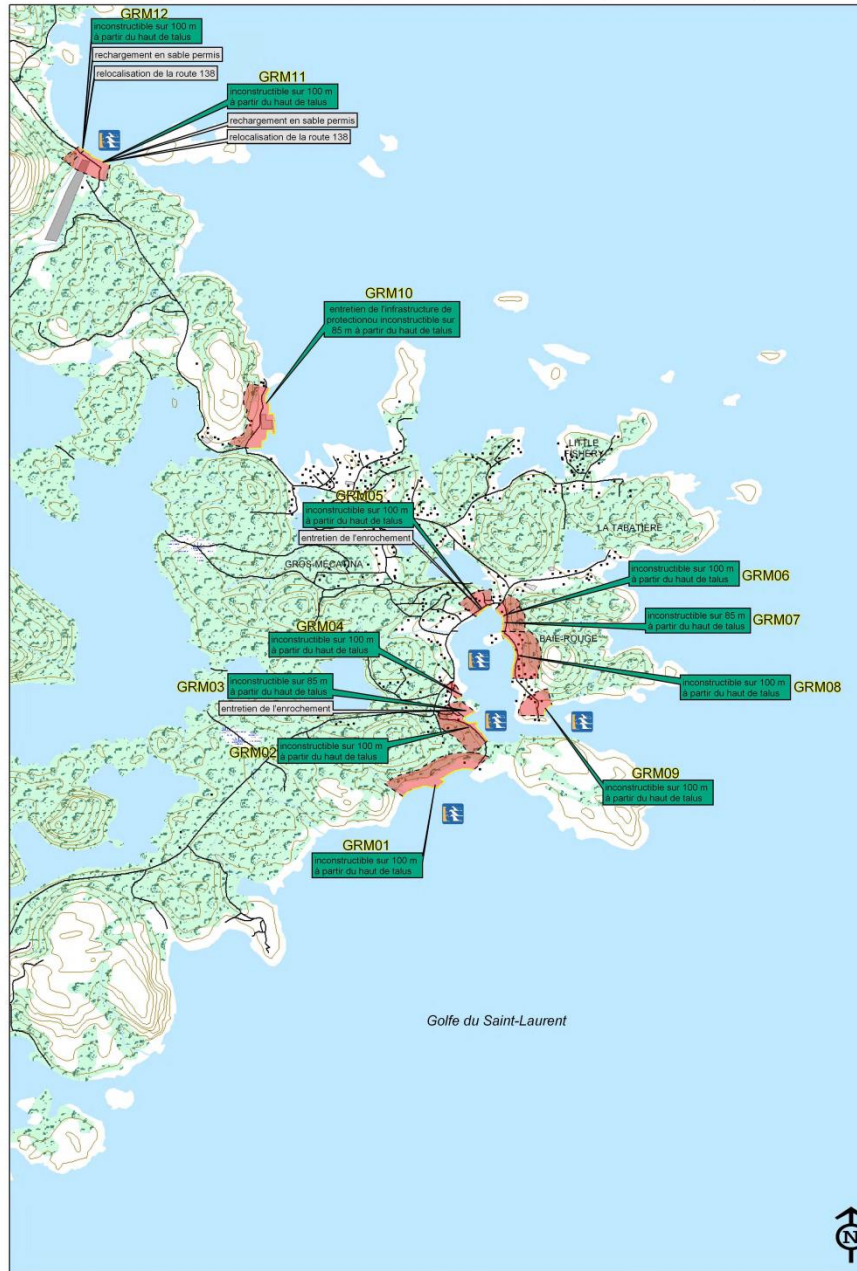 GRM12
inconstructible sur 100 m
à partir du haut de talus
rechargement en sable permis
relocalisation de la route 138
GRM11
inconstructible sur 100 m
à partir du haut de talus
rechargement en sable permis
relocalisation de la route 138
GRM10
entretien de l'infrastructure de
protectionou inconstructible sur
85 m à partir du haut de talus
LITTLE
FISHERY
GRM05
inconstructible sur 100 m
à partir du haut de talus
entretien de l'enrochement
LA TABATIÈRE
GROS-MÉCATINA
inconstructible sur 100 m
à partir du haut de talus
GRM06
inconstructible sur 85 m
à partir du haut de talus
GRM07
BAIE-ROUGE
GRM04
inconstructible sur 100 m
à partir du haut de talus
GRM03
inconstructible sur 85 m
à partir du haut de talus
entretien de l'enrochement
inconstructible sur 100 m
à partir du haut de talus
GRM08
GRM02
inconstructible sur 100 m
à partir du haut de talus
GRM09
inconstructible sur 100 m
à partir du haut de talus
GRM01
inconstructible sur 100 m
à partir du haut de talus
Golfe du Saint-Laurent
N